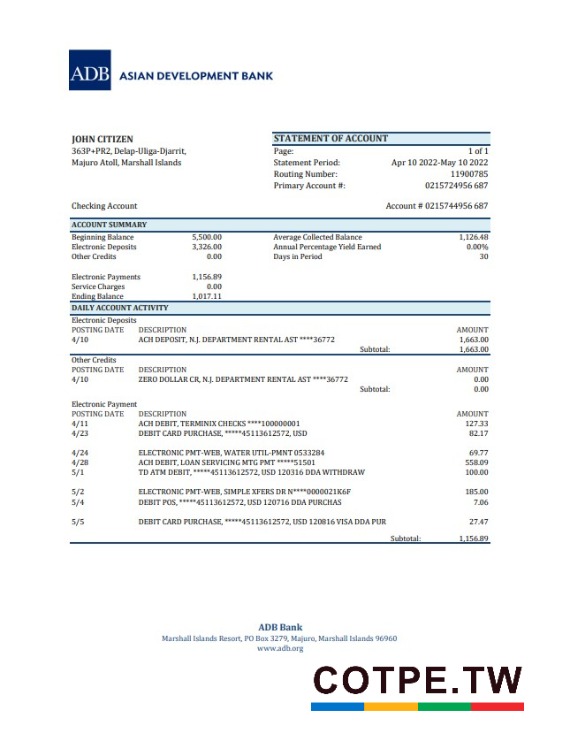 ADB ASIAN DEVELOPMENT BANK
JOHN CITIZEN
363P+PR2, Delap-Uliga-Djarrit,
Majuro Atoll, Marshall Islands
STATEMENT OF ACCOUNT
Page: 1 of 1
Statement Period: Apr 10 2022-May 10 2022
Routing Number: 11900785
Primary Account #: 0215724956 687
Checking Account Account # 0215744956 687
ACCOUNT SUMMARY
Beginning Balance 5,500.00 Average Collected Balance 1,126.48
Electronic Deposits 3,326.00 Annual Percentage Yield Earned 0.00%
Other Credits 0.00 Days in Period 30
Electronic Payments 1,156.89
Service Charges 0.00
Ending Balance 1,017.11
DAILY ACCOUNT ACTIVITY
Electronic Deposits
POSTING DATE DESCRIPTION AMOUNT
4/10 ACH DEPOSIT, N.J. DEPARTMENT RENTAL AST ****36772 1,663.00
Subtotal: 1,663.00
Other Credits
POSTING DATE DESCRIPTION AMOUNT
4/10 ZERO DOLLAR CR, N.J. DEPARTMENT RENTAL AST ****36772 0.00
Subtotal: 0.00
Electronic Payment
POSTING DATE DESCRIPTION AMOUNT
4/11 ACH DEBIT, TERMINIX CHECKS ****100000001 127.33
4/23 DEBIT CARD PURCHASE, *****45113612572, USD 82.17
4/24 ELECTRONIC PMT-WEB, WATER UTIL-PMNT 0533284 69.77
4/28 ACH DEBIT, LOAN SERVICING MTG PMT *****51501 558.09
5/1 TD ATM DEBIT, *****45113612572, USD 120316 DDA WITHDRAW 100.00
5/2 ELECTRONIC PMT-WEB, SIMPLE XFERS DR N****0000021K6F 185.00
5/4 DEBIT POS, *****45113612572, USD 120716 DDA PURCHAS 7.06
5/5 DEBIT CARD PURCHASE, *****45113612572, USD 120816 VISA DDA PUR 27.47
Subtotal: 1,156.89
ADB Bank
Marshall Islands Resort, PO Box 3279, Majuro, Marshall Islands 96960
www.adb.org
COTPE.TW